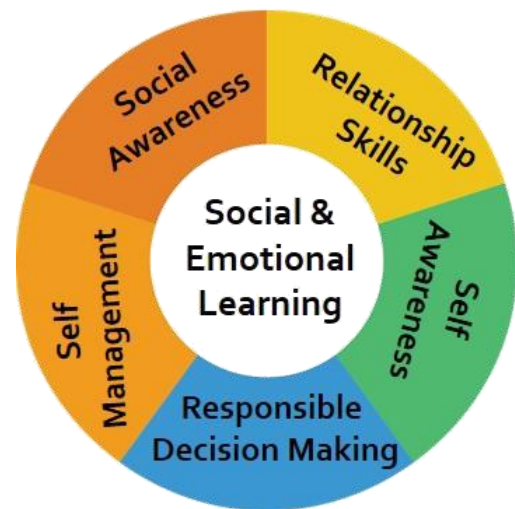 Social
Awareness
Relationship
Skills
Social &
Emotional
Learning
Self
Management
Self
Awareness
Responsible
Decision Making